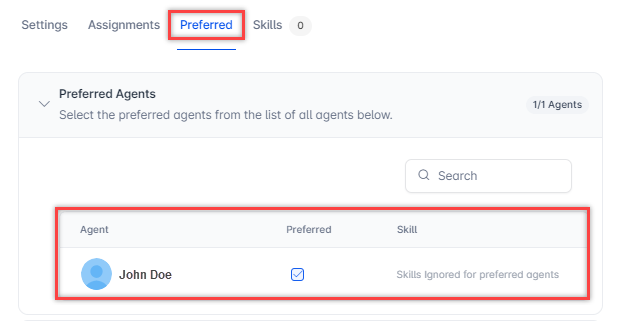 Settings Assignments Preferred Skills 0
Preferred Agents
Select the preferred agents from the list of all agents below.
1/1 Agents
Search
Agent Preferred Skill
John Doe Skills Ignored for preferred agents